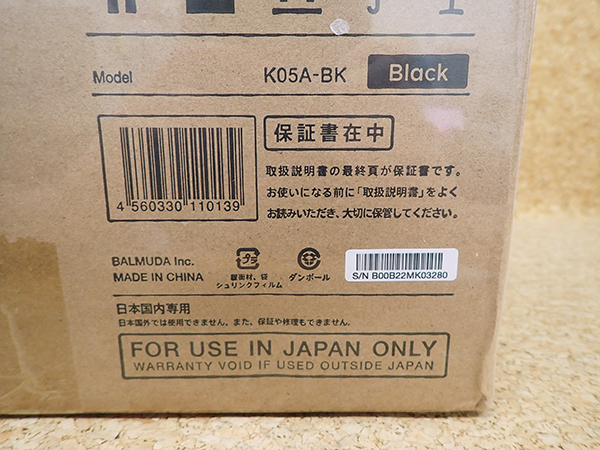 Model K05A-BK Black
4 560330 110139
保証書在中
取扱説明書の最終頁が保証書です。
お使いになる前に「取扱説明書」をよく
お読みいただき、大切に保管してください。
BALMUDA Inc.
MADE IN CHINA
プラ
緩衝材、袋
シュリンクフィルム
ダンボール
S/N B00B22MK03280
日本国内専用
日本国外では使用できません。また、保証や修理もできません。
FOR USE IN JAPAN ONLY
WARRANTY VOID IF USED OUTSIDE JAPAN